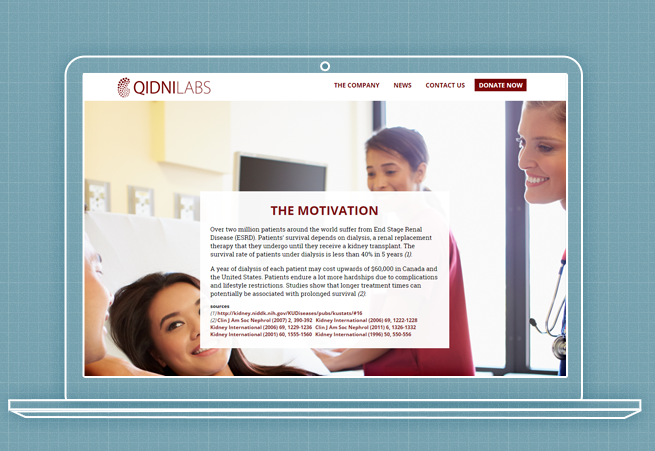 QIDNILABS
THE COMPANY NEWS CONTACT US DONATE NOW
THE MOTIVATION
Over two million patients around the world suffer from End Stage Renal
Disease (ESRD). Patients' survival depends on dialysis, a renal replacement
therapy that they undergo until they receive a kidney transplant. The
survival rate of patients under dialysis is less than 40% in 5 years (1)
A year of dialysis of each patient may cost upwards of $60,000 in Canada and
the United States. Patients endure a lot more hardships due to complications
and lifestyle restrictions. Studies show that longer treatment times can
potentially be associated with prolonged survival (2)
sources
(1)http://kidney.niddk.nih.gov/KUDiseases/pubs/kustats/#16
(2)Clin J Am Soc Nephrol (2007) 2, 390-392 Kidney International (2006) 69, 1222-1228
Kidney International (2006) 69, 1229-1236 Clin J Am Soc Nephrol (2011) 6, 1326-1332
Kidney International (2001) 60, 1555-1560 Kidney International (1996) 50, 550-556